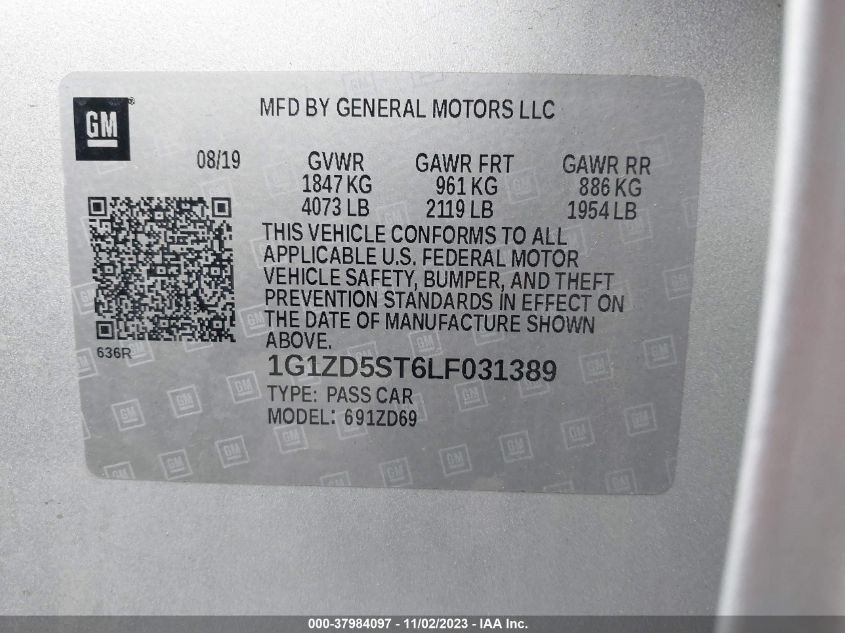 GM
MFD BY GENERAL MOTORS LLC
08/19 GVWR GAWR FRT GAWR RR
1847 KG 961 KG 886 KG
4073 LB 2119 LB 1954 LB
THIS VEHICLE CONFORMS TO ALL
APPLICABLE U.S. FEDERAL MOTOR
VEHICLE SAFETY, BUMPER, AND THEFT
PREVENTION STANDARDS IN EFFECT ON
THE DATE OF MANUFACTURE SHOWN
ABOVE.
636R
1G1ZD5ST6LF031389
TYPE: PASS CAR
MODEL: 691ZD69
000-37984097 - 11/02/2023 - IAA Inc.